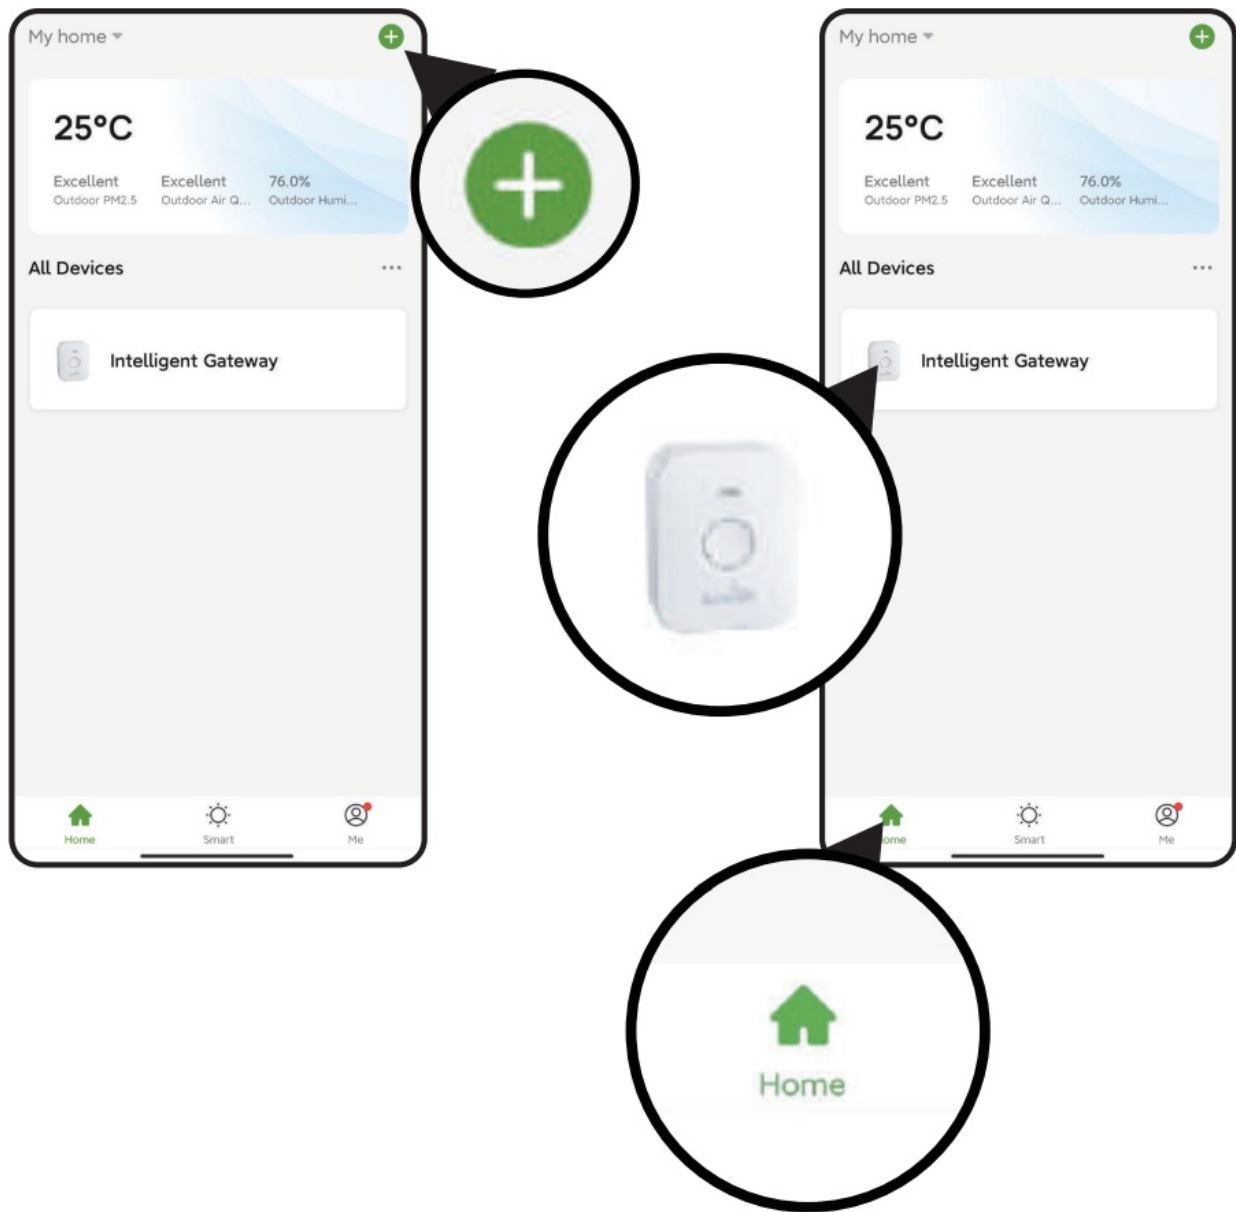 My home
25°C
Excellent Excellent 76.0%
Outdoor PM2.5 Outdoor Air Q... Outdoor Humi...
All Devices
Intelligent Gateway
Home Smart Me
My home
25°C
Excellent Excellent 76.0%
Outdoor PM2.5 Outdoor Air Q... Outdoor Humi...
All Devices
Intelligent Gateway
ome Smart Me
Home